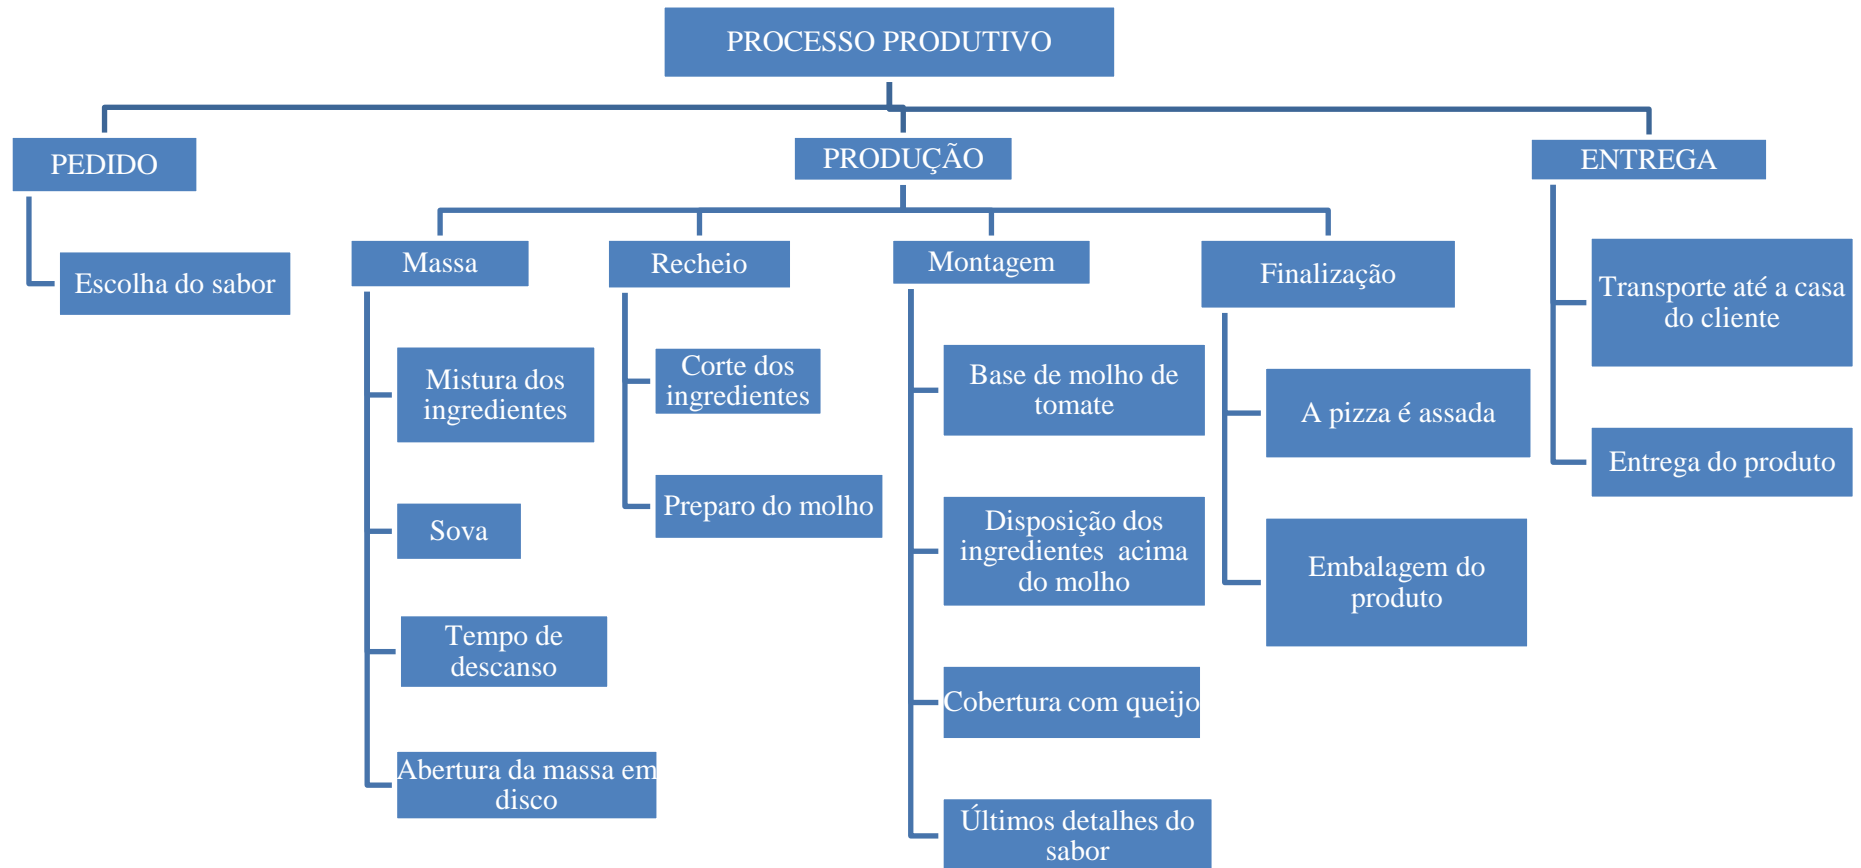 PROCESSO PRODUTIVO
PEDIDO
Escolha do sabor
PRODUÇÃO
Massa
Mistura dos
ingredientes
Sova
Tempo de
descanso
Abertura da massa em
disco
Recheio
Corte dos
ingredientes
Preparo do molho
Montagem
Base de molho de
tomate
Disposição dos
ingredientes acima
do molho
Cobertura com queijo
Últimos detalhes do
sabor
Finalização
A pizza é assada
Embalagem do
produto
ENTREGA
Transporte até a casa
do cliente
Entrega do produto